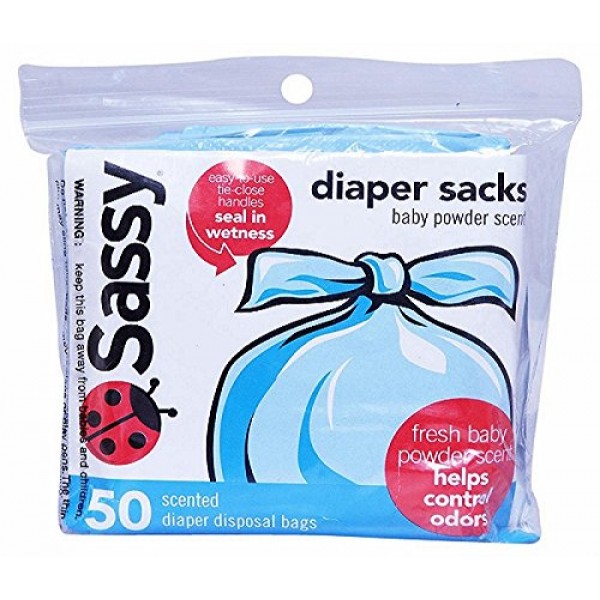 easy-to-use
tie-close
handles
seal in
wetness
diaper sacks
baby powder scent
Sassy
WARNING: keep this bag away from babies and children.
fresh baby
powder scent
helps
control
odors
50 scented
diaper disposal bags